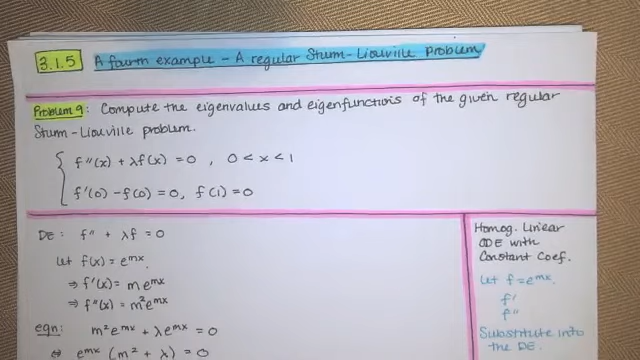 3.1.5 A fourth example - A regular Sturm-Liouville Problem
Problem 9: Compute the eigenvalues and eigenfunctions of the given regular
Sturm-Liouville problem.
{ f''(x) + λf(x) = 0 , 0 < x < 1
f'(0) - f(0) = 0, f(1) = 0
DE: f'' + λf = 0
let f(x) = e^mx.
⇒ f'(x) = me^mx
⇒ f''(x) = m²e^mx
eqn: m²e^mx + λe^mx = 0
⇔ e^mx (m² + λ) = 0
Homog. Linear
ODE with
Constant Coef.
Let f = e^mx.
f'
f''
Substitute into
the DE.